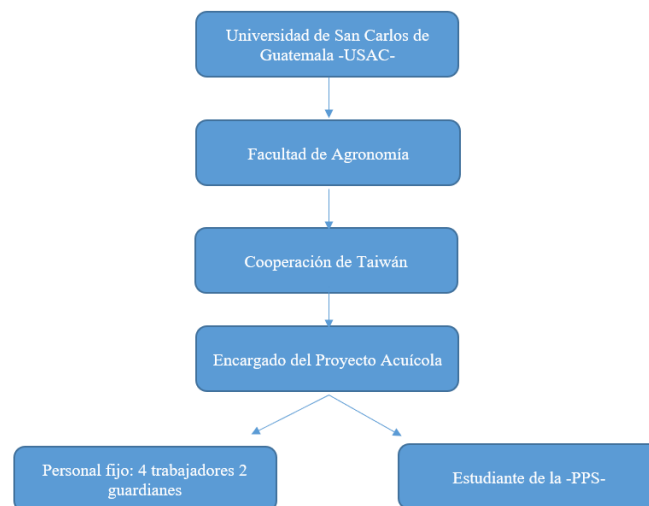 Universidad de San Carlos de
Guatemala -USAC-
Facultad de Agronomía
Cooperación de Taiwán
Encargado del Proyecto Acuícola
Personal fijo: 4 trabajadores 2
guardianes
Estudiante de la -PPS-